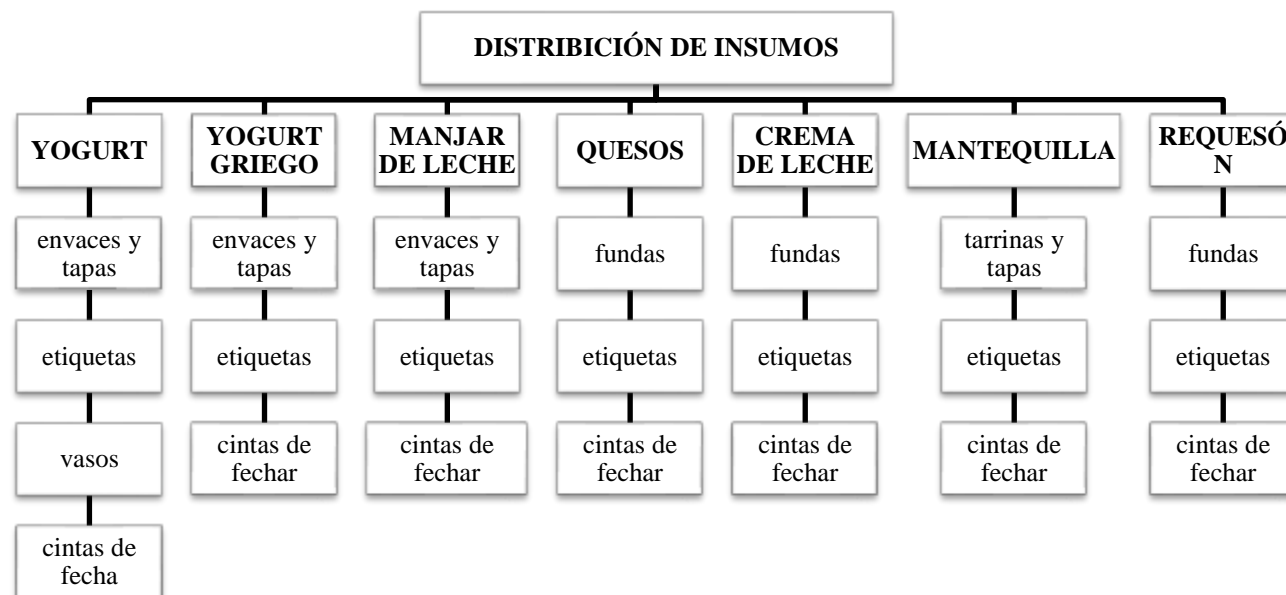 DISTRIBICIÓN DE INSUMOS
YOGURT
YOGURT
GRIEGO
MANJAR
DE LECHE
QUESOS
CREMA
DE LECHE
MANTEQUILLA
REQUESÓ
N
envaces y
tapas
envaces y
tapas
envaces y
tapas
fundas
fundas
tarrinas y
tapas
fundas
etiquetas
etiquetas
etiquetas
etiquetas
etiquetas
etiquetas
etiquetas
vasos
cintas de
fechar
cintas de
fechar
cintas de
fechar
cintas de
fechar
cintas de
fechar
cintas de
fechar
cintas de
fecha